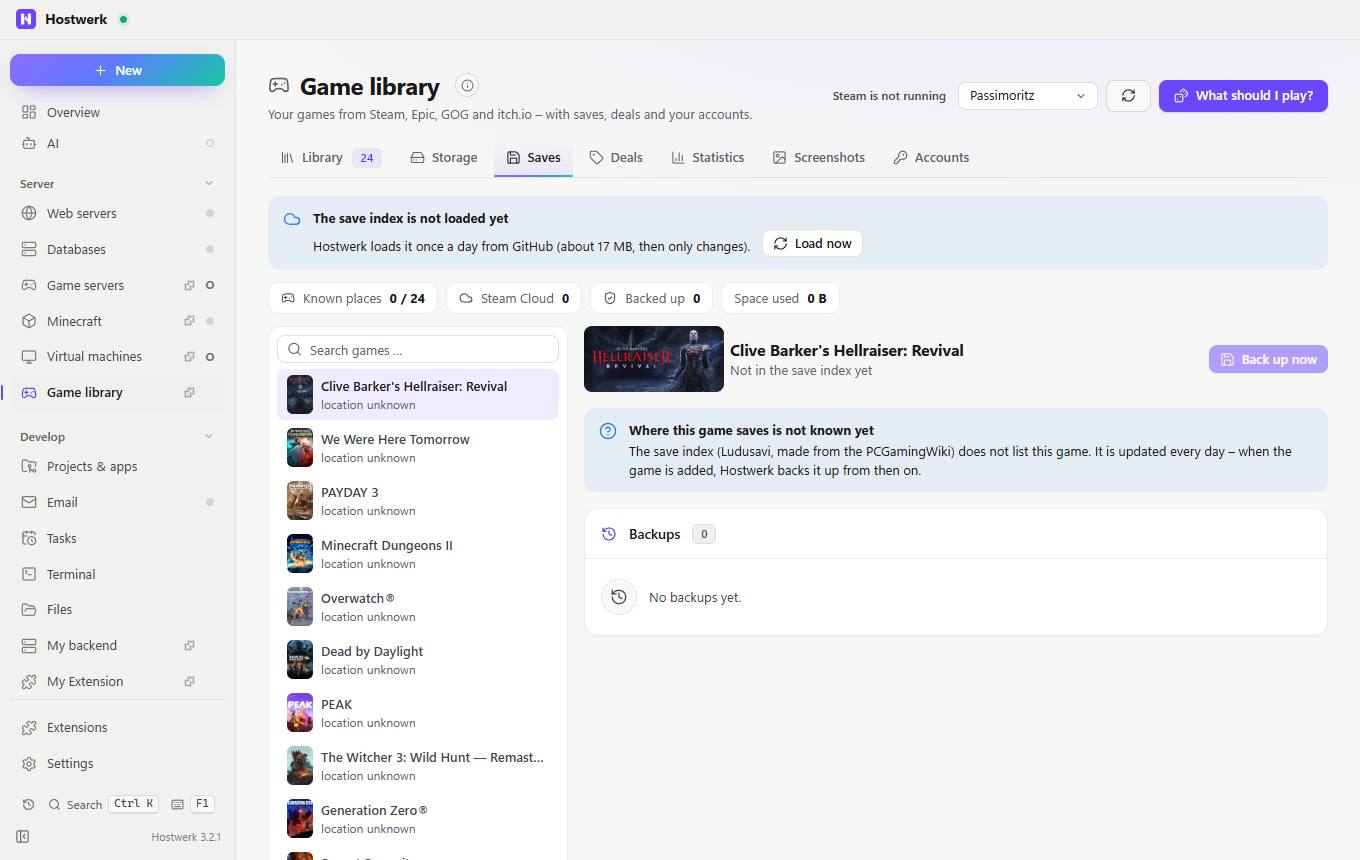 Hostwerk
New
Overview
AI
Server
Web servers
Databases
Game servers
Minecraft
Virtual machines
Game library
Develop
Projects & apps
Email
Tasks
Terminal
Files
My backend
My Extension
Extensions
Settings
Search Ctrl K F1
Hostwerk 3.2.1
Game library
Your games from Steam, Epic, GOG and itch.io – with saves, deals and your accounts.
Steam is not running
Passimoritz
What should I play?
Library 24
Storage
Saves
Deals
Statistics
Screenshots
Accounts
The save index is not loaded yet
Hostwerk loads it once a day from GitHub (about 17 MB, then only changes).
Load now
Known places 0 / 24
Steam Cloud 0
Backed up 0
Space used 0 B
Search games ...
Clive Barker's Hellraiser: Revival
location unknown
We Were Here Tomorrow
location unknown
PAYDAY 3
location unknown
Minecraft Dungeons II
location unknown
Overwatch®
location unknown
Dead by Daylight
location unknown
PEAK
PEAK
location unknown
The Witcher 3: Wild Hunt — Remast...
location unknown
Generation Zero®
location unknown
HELLRAISER
REVIVAL
Clive Barker's Hellraiser: Revival
Not in the save index yet
Back up now
Where this game saves is not known yet
The save index (Ludusavi, made from the PCGamingWiki) does not list this game. It is updated every day – when the
game is added, Hostwerk backs it up from then on.
Backups 0
No backups yet.